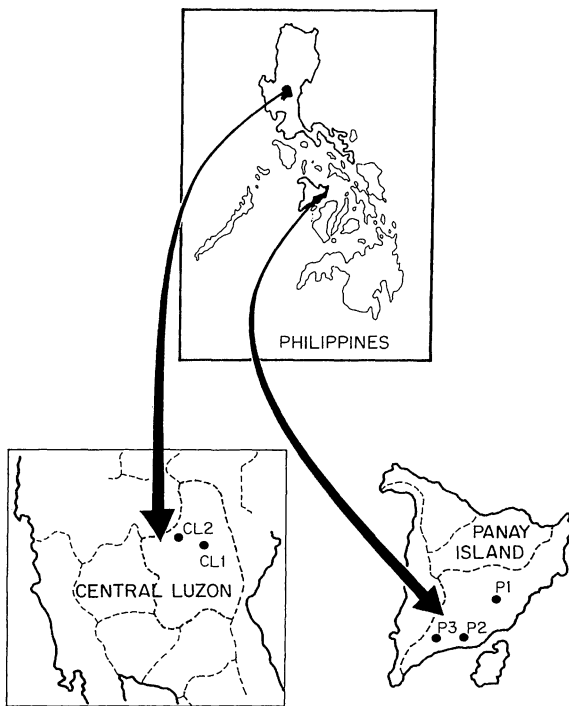 PHILIPPINES
CL2
CL1
CENTRAL LUZON
PANAY
ISLAND
P1
P3
P2